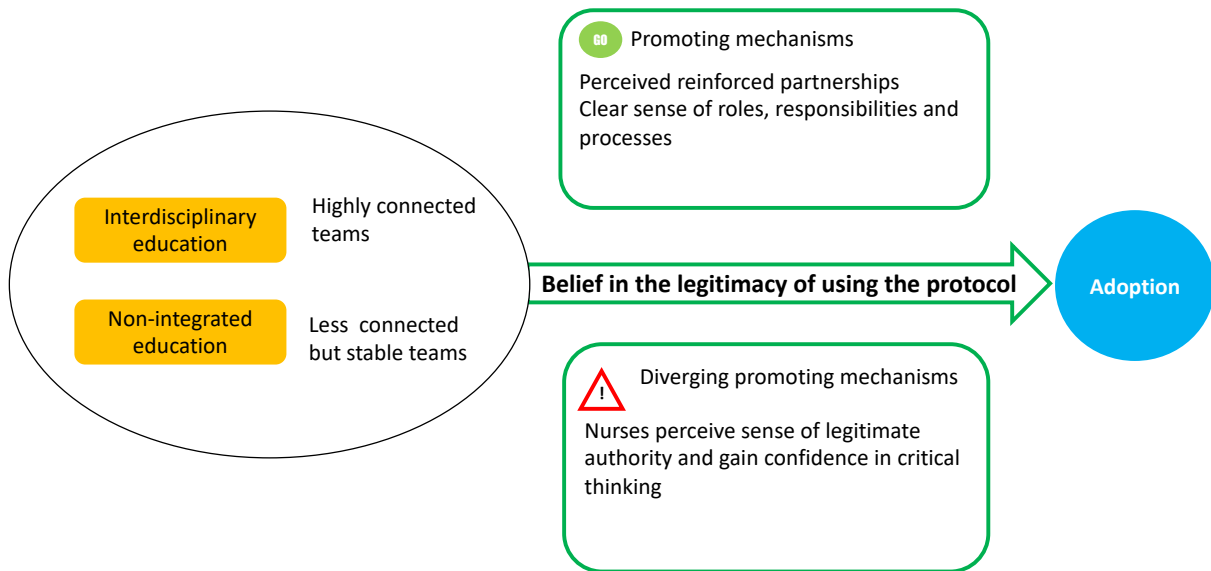 GO Promoting mechanisms
Perceived reinforced partnerships
Clear sense of roles, responsibilities and
processes
Interdisciplinary
education
Highly connected
teams
Non-integrated
education
Less connected
but stable teams
Belief in the legitimacy of using the protocol
Adoption
! Diverging promoting mechanisms
Nurses perceive sense of legitimate
authority and gain confidence in critical
thinking